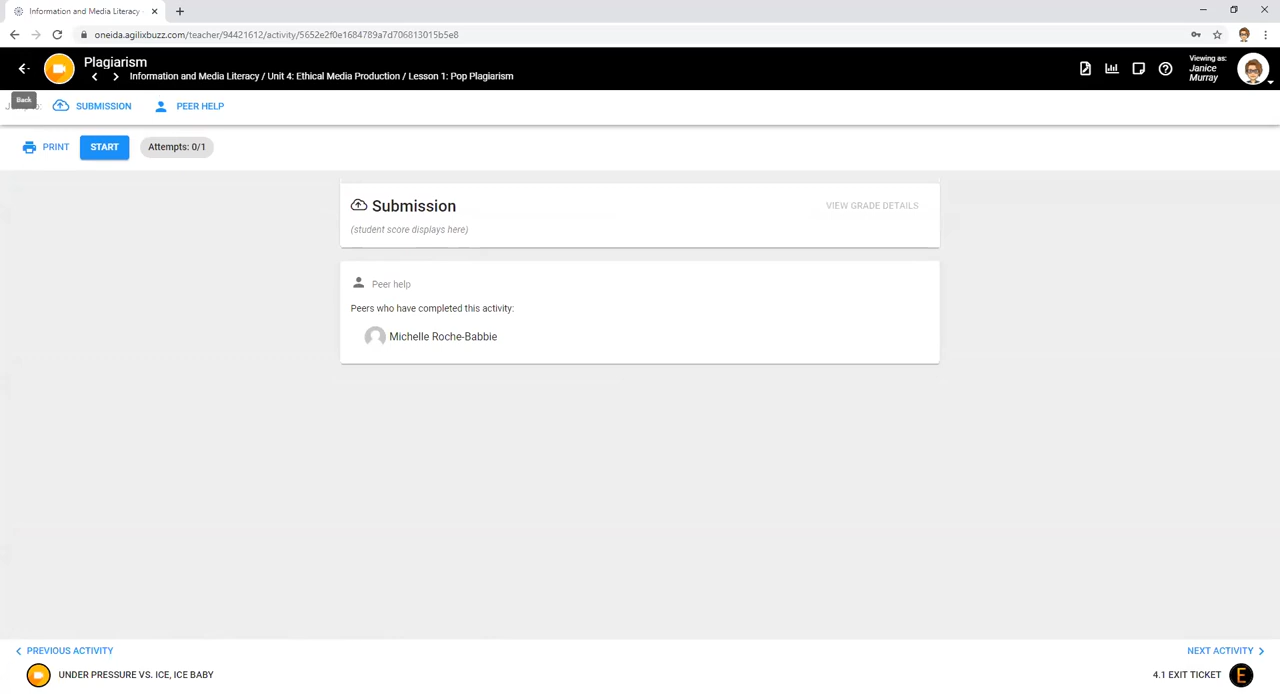 Information and Media Literacy
oneida.agilixbuzz.com/teacher/94421612/activity/5652e2f0e1684789a7d706813015b5e8
Plagiarism
Information and Media Literacy / Unit 4: Ethical Media Production / Lesson 1: Pop Plagiarism
Viewing as:
Janice
Murray
Back
SUBMISSION
PEER HELP
PRINT
START
Attempts: 0/1
Submission
VIEW GRADE DETAILS
(student score displays here)
Peer help
Peers who have completed this activity:
Michelle Roche-Babbie
PREVIOUS ACTIVITY
NEXT ACTIVITY
UNDER PRESSURE VS. ICE, ICE BABY
4.1 EXIT TICKET
E